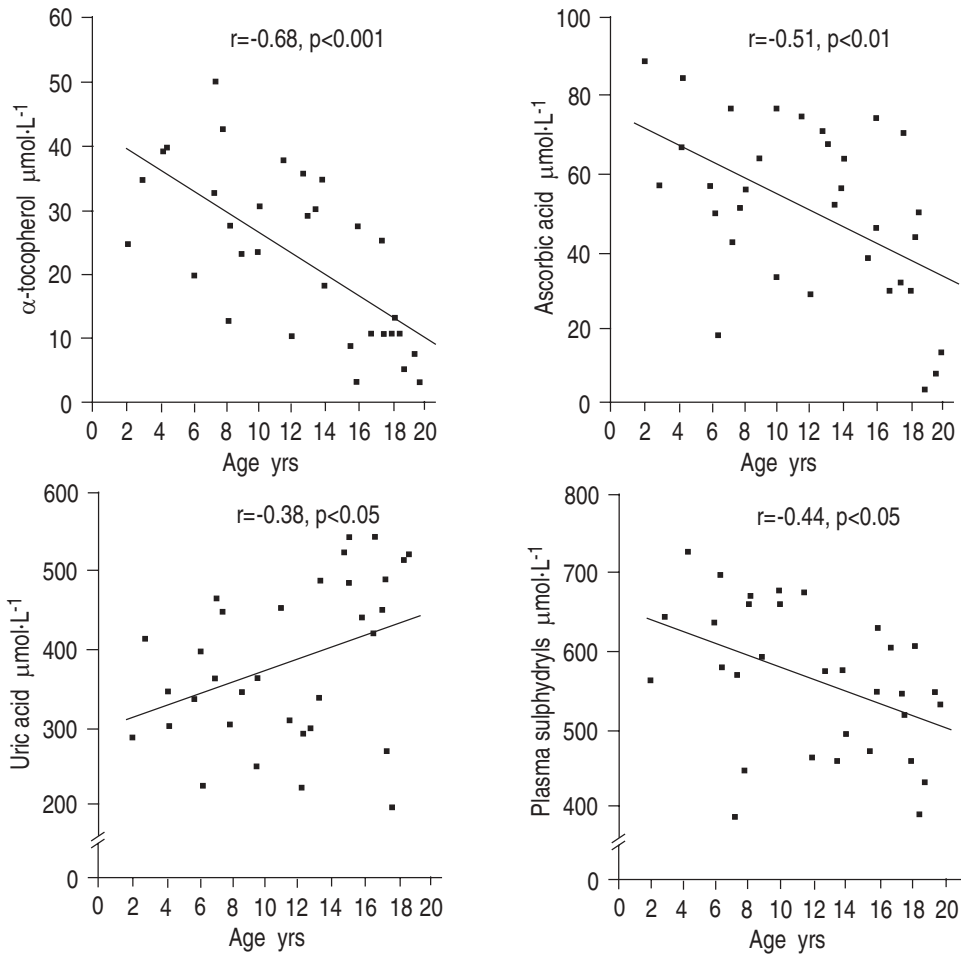 r=-0.68, p<0.001
α-tocopherol µmol·L-1
60
50
40
30
20
10
0
0 2 4 6 8 10 12 14 16 18 20
Age yrs
r=-0.51, p<0.01
Ascorbic acid µmol·L-1
100
80
60
40
20
0
0 2 4 6 8 10 12 14 16 18 20
Age yrs
r=-0.38, p<0.05
Uric acid µmol·L-1
600
500
400
300
200
0
0 2 4 6 8 10 12 14 16 18 20
Age yrs
r=-0.44, p<0.05
Plasma sulphydryls µmol·L-1
800
700
600
500
400
0
0 2 4 6 8 10 12 14 16 18 20
Age yrs